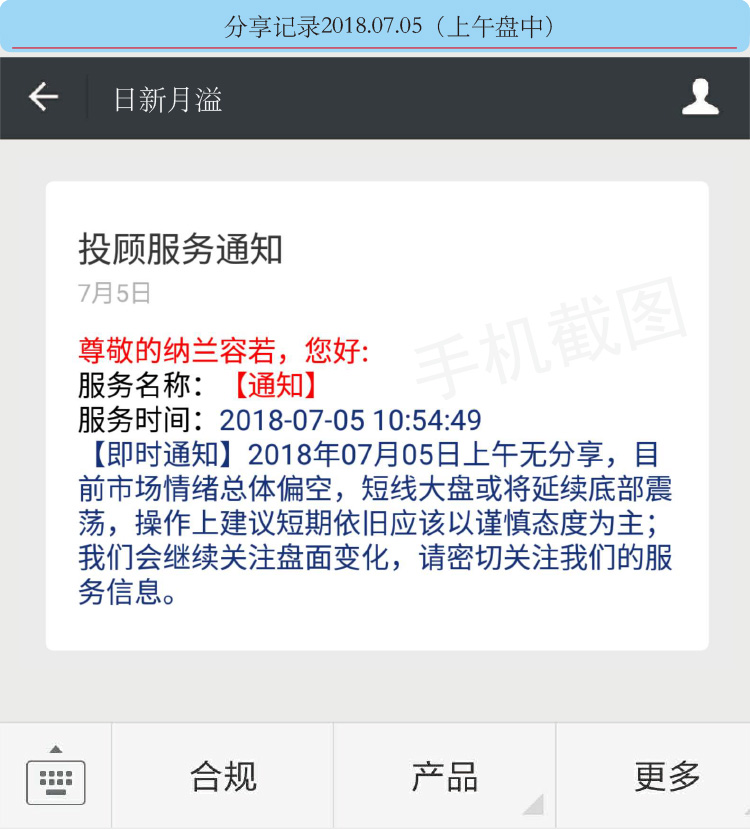 分享记录2018.07.05（上午盘中）
日新月溢
投顾服务通知
7月5日
手机截图
尊敬的纳兰容若，您好:
服务名称：【通知】
服务时间：2018-07-05 10:54:49
【即时通知】2018年07月05日上午无分享，目
前市场情绪总体偏空，短线大盘或将延续底部震
荡，操作上建议短期依旧应该以谨慎态度为主；
我们会继续关注盘面变化，请密切关注我们的服
务信息。
合规
产品
更多